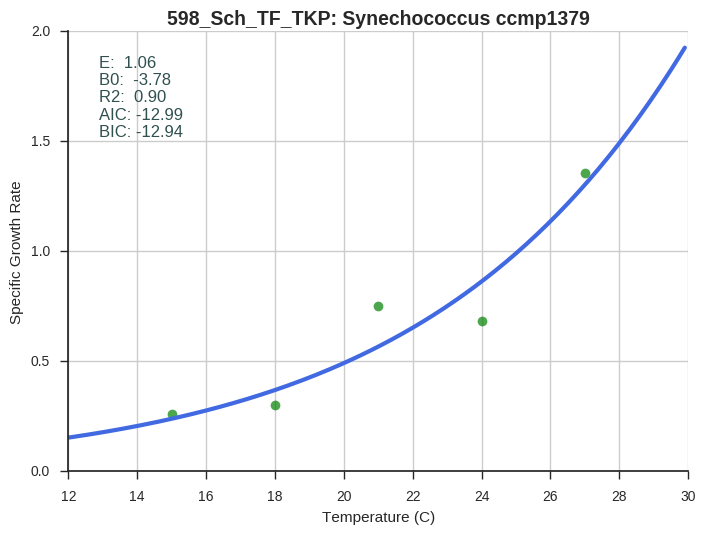 598_Sch_TF_TKP: Synechococcus ccmp1379
E: 1.06
B0: -3.78
R2: 0.90
AIC: -12.99
BIC: -12.94
Specific Growth Rate
2.0
1.5
1.0
0.5
0.0
12 14 16 18 20 22 24 26 28 30
Temperature (C)